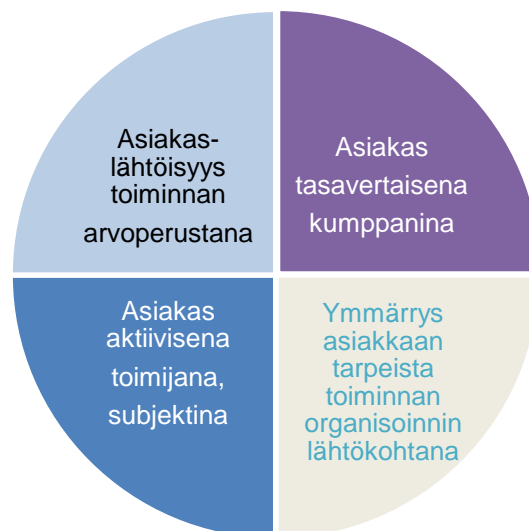 Asiakas-
lähtöisyys
toiminnan
arvoperustana
Asiakas
tasavertaisena
kumppanina
Asiakas
aktiivisena
toimijana,
subjektina
Ymmärrys
asiakkaan
tarpeista
toiminnan
organisoinnin
lähtökohtana